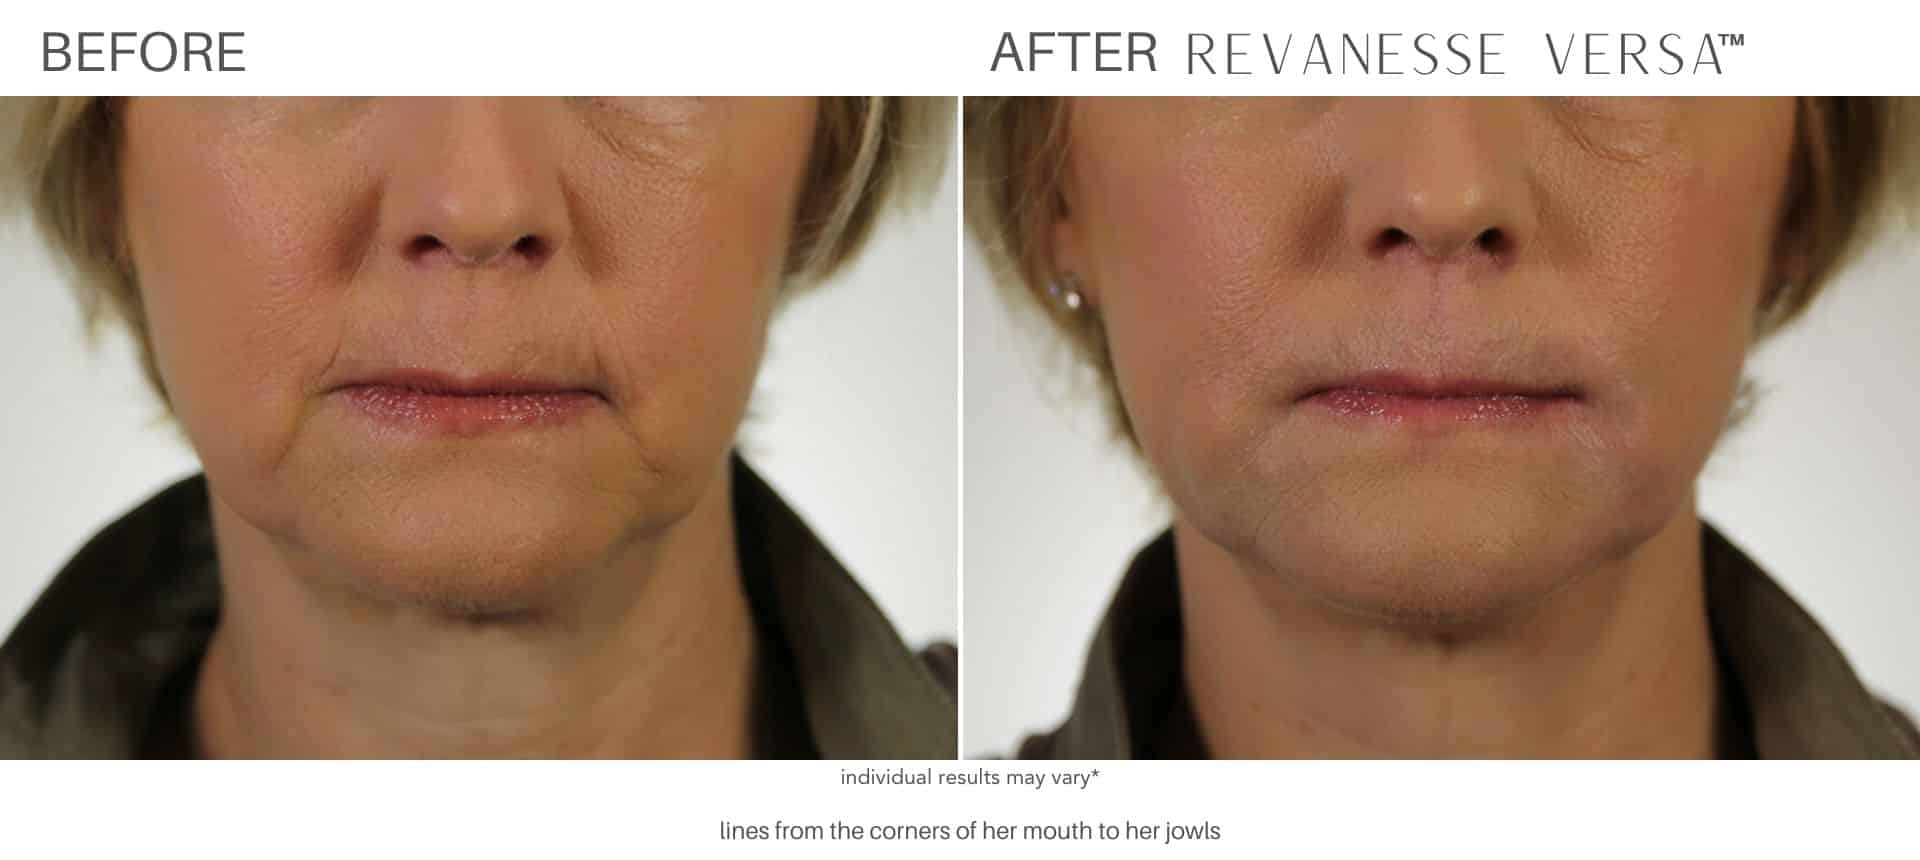 BEFORE
AFTER REVANESSE VERSA™
individual results may vary*
lines from the corners of her mouth to her jowls